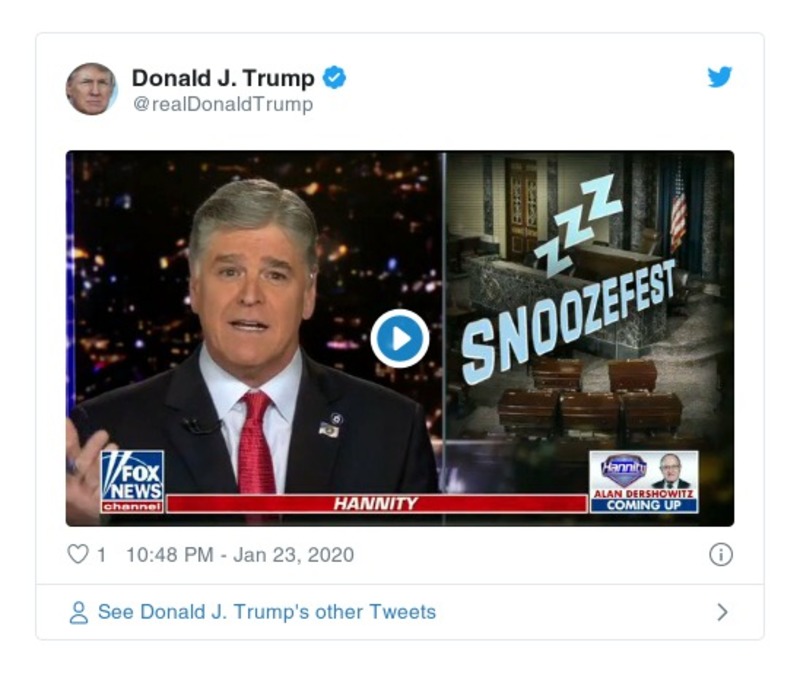 Donald J. Trump
@realDonaldTrump
ZZZ
SNOOZEFEST
FOX
NEWS
channel
HANNITY
Hannity
ALAN DERSHOWITZ
COMING UP
1 10:48 PM - Jan 23, 2020
See Donald J. Trump's other Tweets